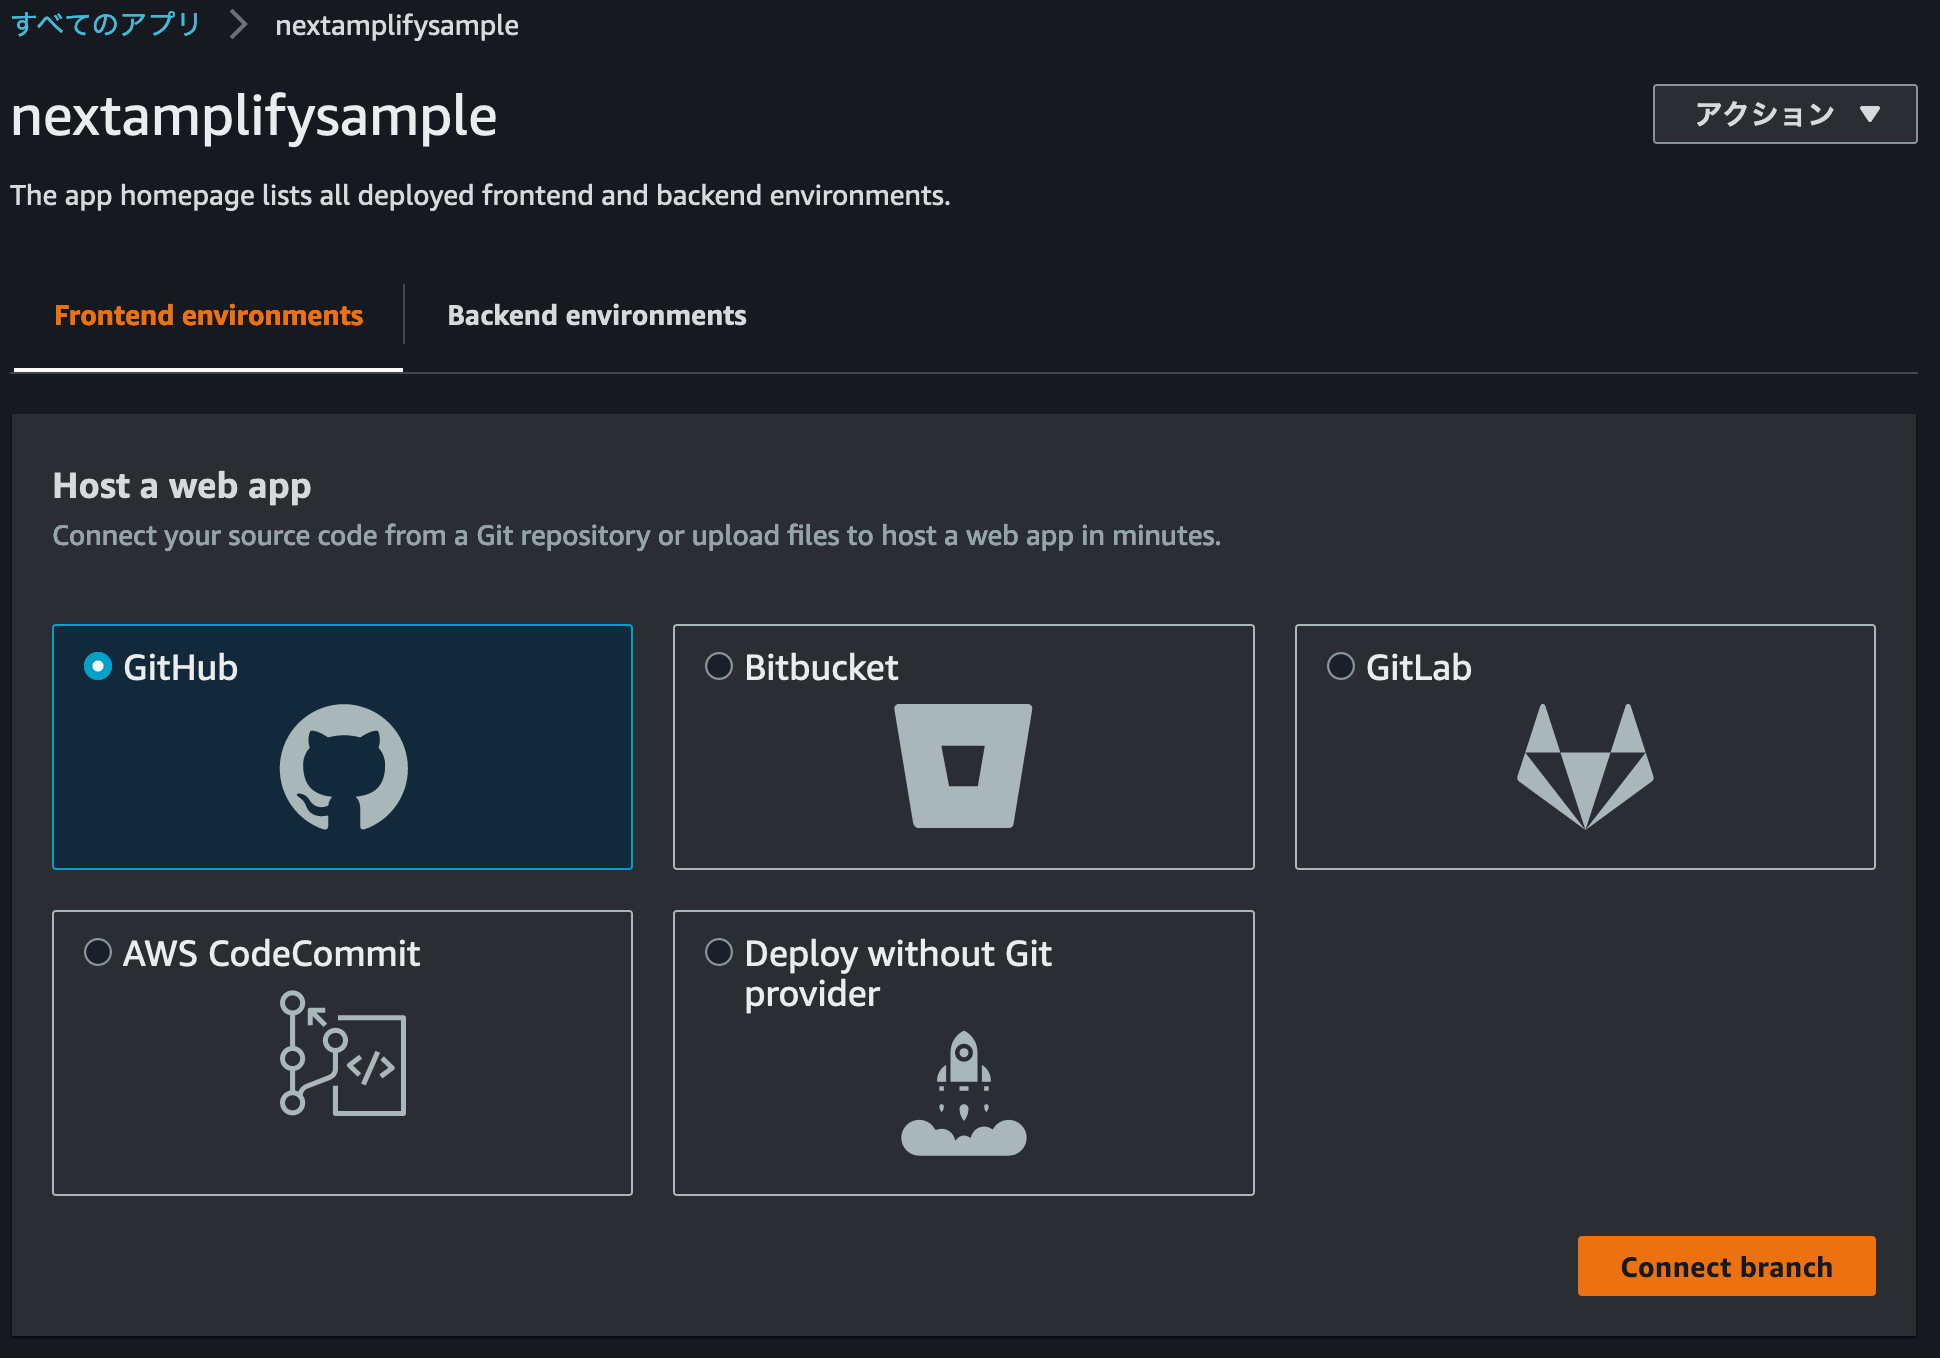 すべてのアプリ
nextamplifysample
nextamplifysample
アクション
The app homepage lists all deployed frontend and backend environments.
Frontend environments
Backend environments
Host a web app
Connect your source code from a Git repository or upload files to host a web app in minutes.
GitHub
Bitbucket
GitLab
AWS CodeCommit
Deploy without Git
provider
Connect branch